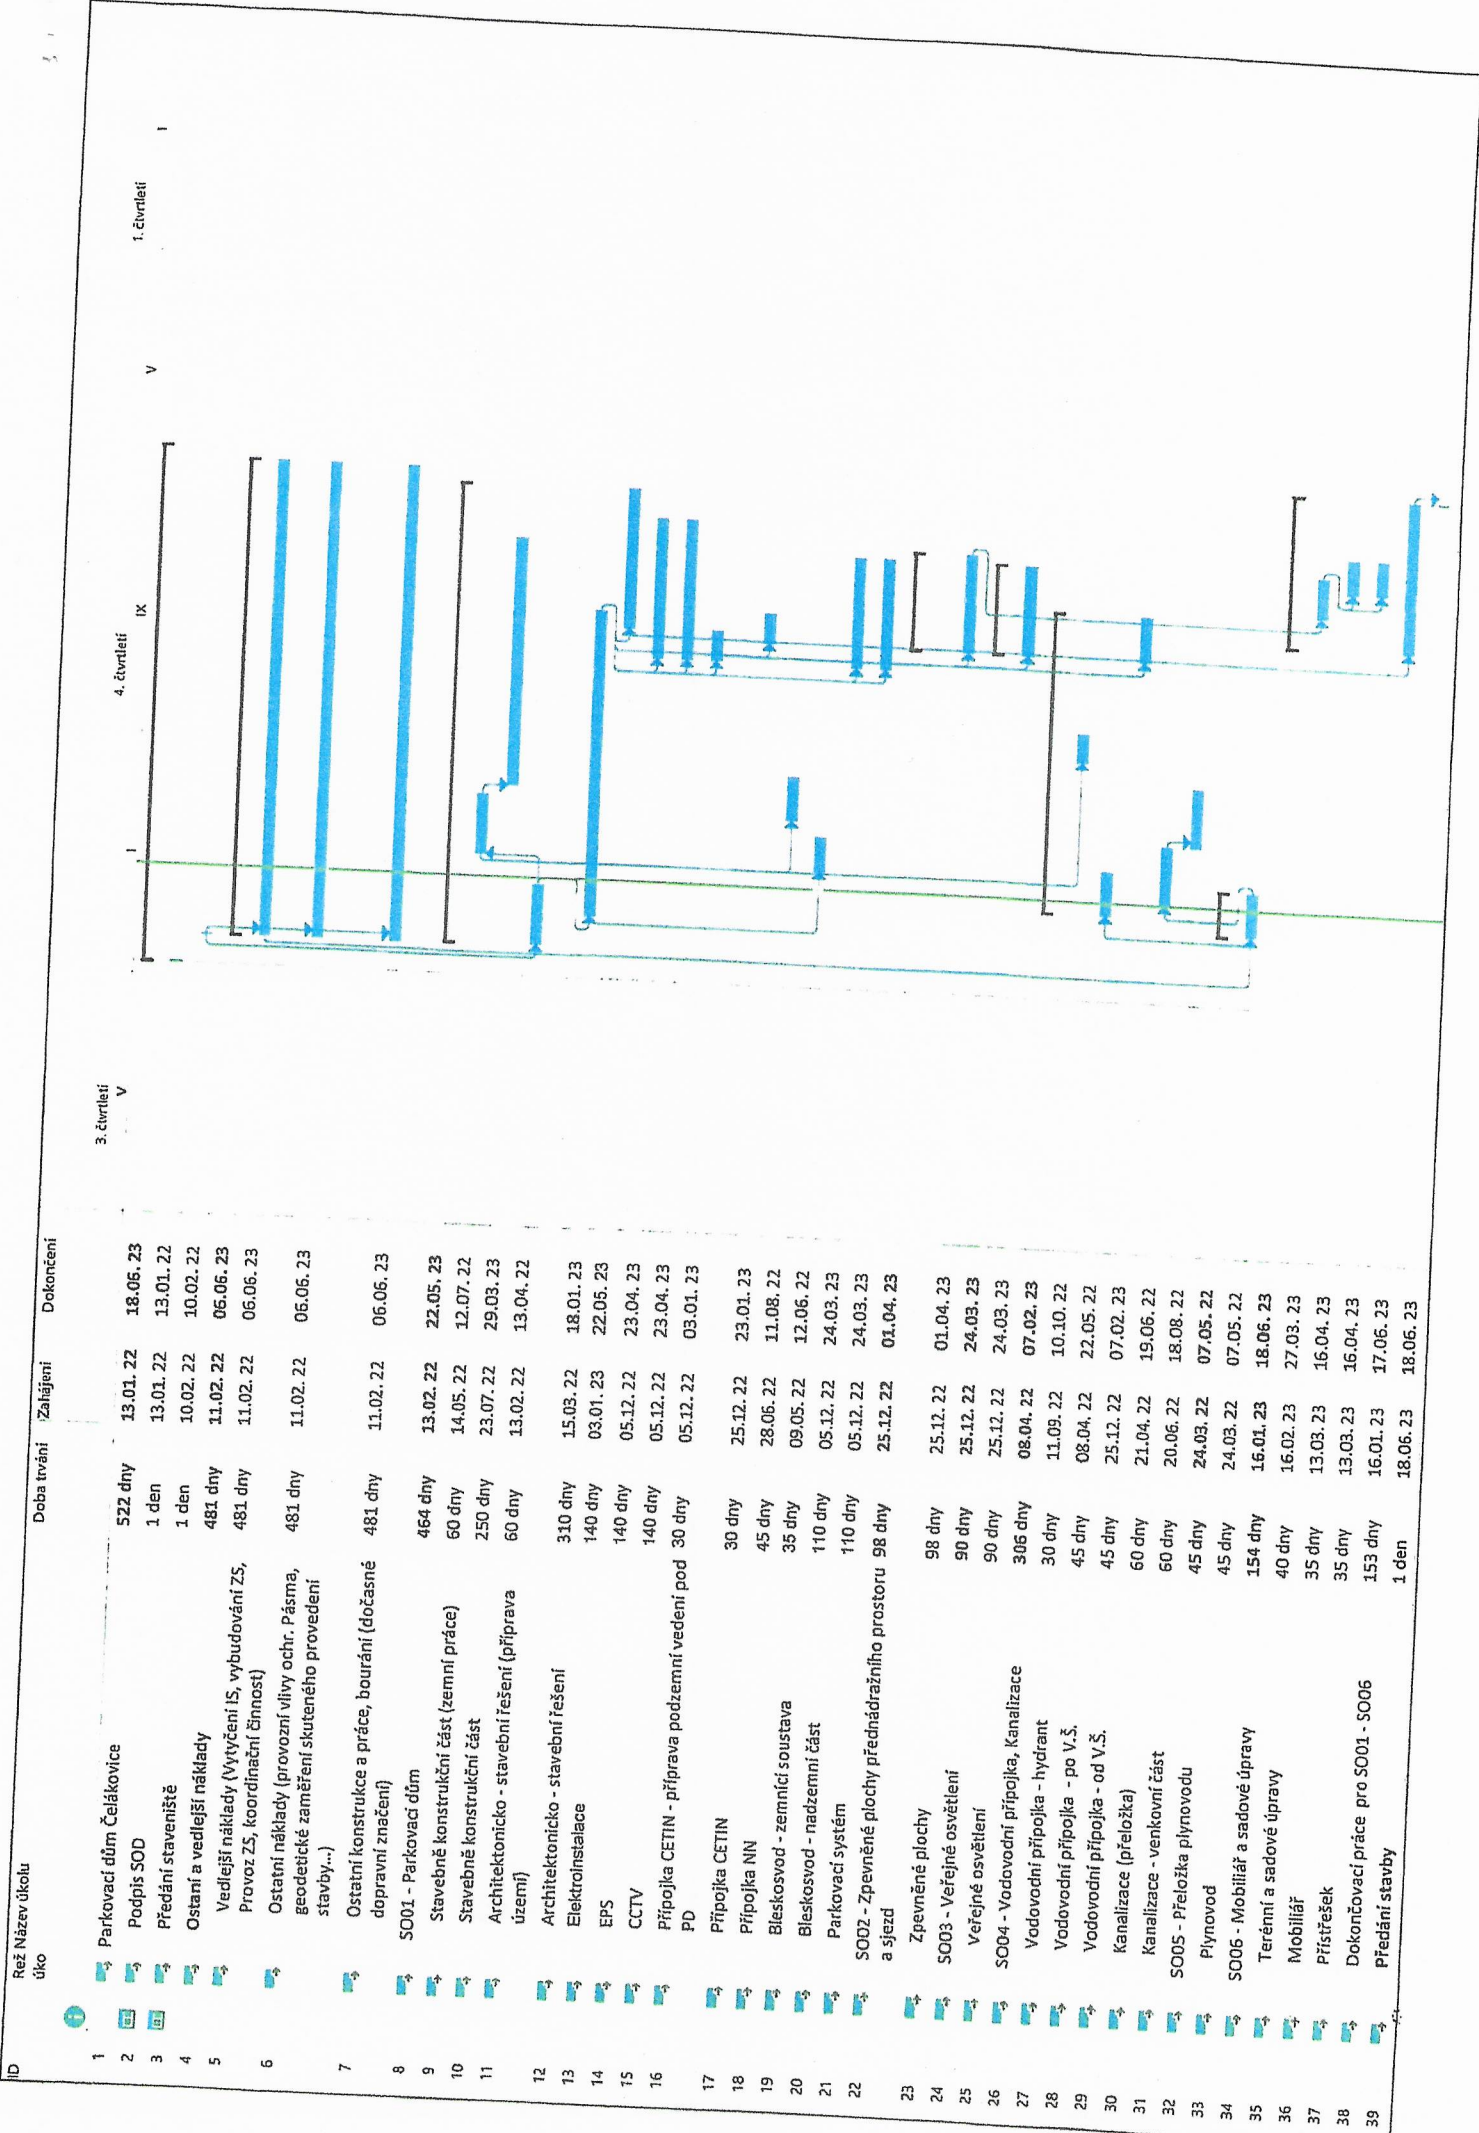 ID Rež úko Název úkolu Doba trvání Zahájení Dokončení
3. čtvrtletí 4. čtvrtletí 1. čtvrtletí
V I IX V I
1 Parkovací dům Čelákovice 522 dny 13.01. 22 18.06. 23
2 Podpis SOD 1 den 13.01. 22 13.01. 22
3 Předání staveniště 1 den 10.02. 22 10.02. 22
4 Ostaní a vedlejší náklady 481 dny 11.02. 22 06.06. 23
5 Vedlejší náklady (Vytyčení IS, vybudování ZS, 481 dny 11.02. 22 06.06. 23
Provoz ZS, koordinační činnost)
6 Ostatní náklady (provozní vlivy ochr. Pásma, 481 dny 11.02. 22 06.06. 23
geodetické zaměření skuteného provedení
stavby...)
7 Ostatní konstrukce a práce, bourání (dočasné 481 dny 11.02. 22 06.06. 23
dopravní značení)
8 SO01 - Parkovací dům 464 dny 13.02. 22 22.05. 23
9 Stavebně konstrukční část (zemní práce) 60 dny 14.05. 22 12.07. 22
10 Stavebně konstrukční část 250 dny 23.07. 22 29.03. 23
11 Architektonicko - stavební řešení (příprava 60 dny 13.02. 22 13.04. 22
území)
12 Architektonicko - stavební řešení 310 dny 15.03. 22 18.01. 23
13 Elektroinstalace 140 dny 03.01. 23 22.05. 23
14 EPS 140 dny 05.12. 22 23.04. 23
15 CCTV 140 dny 05.12. 22 23.04. 23
16 Přípojka CETIN - příprava podzemní vedení pod 30 dny 05.12. 22 03.01. 23
PD
17 Přípojka CETIN 30 dny 25.12. 22 23.01. 23
18 Přípojka NN 45 dny 28.06. 22 11.08. 22
19 Bleskosvod - zemnící soustava 35 dny 09.05. 22 12.06. 22
20 Bleskosvod - nadzemní část 110 dny 05.12. 22 24.03. 23
21 Parkovací systém 110 dny 05.12. 22 24.03. 23
22 SO02 - Zpevněné plochy přednádražního prostoru 98 dny 25.12. 22 01.04. 23
a sjezd
23 Zpevněné plochy 98 dny 25.12. 22 01.04. 23
24 SO03 - Veřejné osvětlení 90 dny 25.12. 22 24.03. 23
25 Veřejné osvětlení 90 dny 25.12. 22 24.03. 23
26 SO04 - Vodovodní přípojka, Kanalizace 306 dny 08.04. 22 07.02. 23
27 Vodovodní přípojka - hydrant 30 dny 11.09. 22 10.10. 22
28 Vodovodní přípojka - po V.Š. 45 dny 08.04. 22 22.05. 22
29 Vodovodní přípojka - od V.Š. 45 dny 25.12. 22 07.02. 23
30 Kanalizace (přeložka) 60 dny 21.04. 22 19.06. 22
31 Kanalizace - venkovní část 60 dny 20.06. 22 18.08. 22
32 SO05 - Přeložka plynovodu 45 dny 24.03. 22 07.05. 22
33 Plynovod 45 dny 24.03. 22 07.05. 22
34 SO06 - Mobiliář a sadové úpravy 154 dny 16.01. 23 18.06. 23
35 Terénní a sadové úpravy 40 dny 16.02. 23 27.03. 23
36 Mobiliář 35 dny 13.03. 23 16.04. 23
37 Přístřešek 35 dny 13.03. 23 16.04. 23
38 Dokončovací práce pro SO01 - SO06 153 dny 16.01. 23 17.06. 23
39 Předání stavby 1 den 18.06. 23 18.06. 23